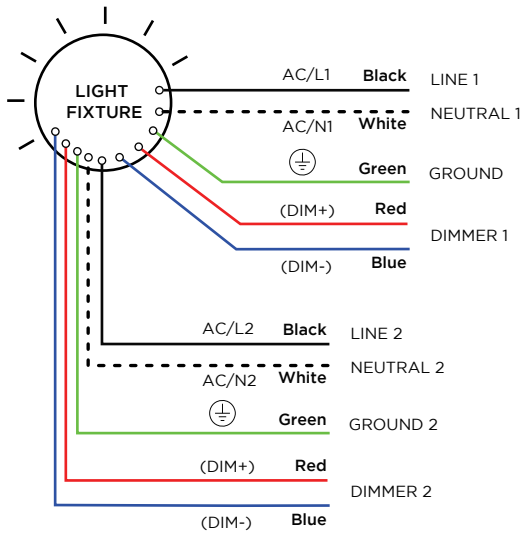 LIGHT
FIXTURE
AC/L1 Black LINE 1
AC/N1 White NEUTRAL 1
Green GROUND
(DIM+) Red
DIMMER 1
(DIM-) Blue
AC/L2 Black LINE 2
AC/N2 White NEUTRAL 2
Green GROUND 2
(DIM+) Red
DIMMER 2
(DIM-) Blue